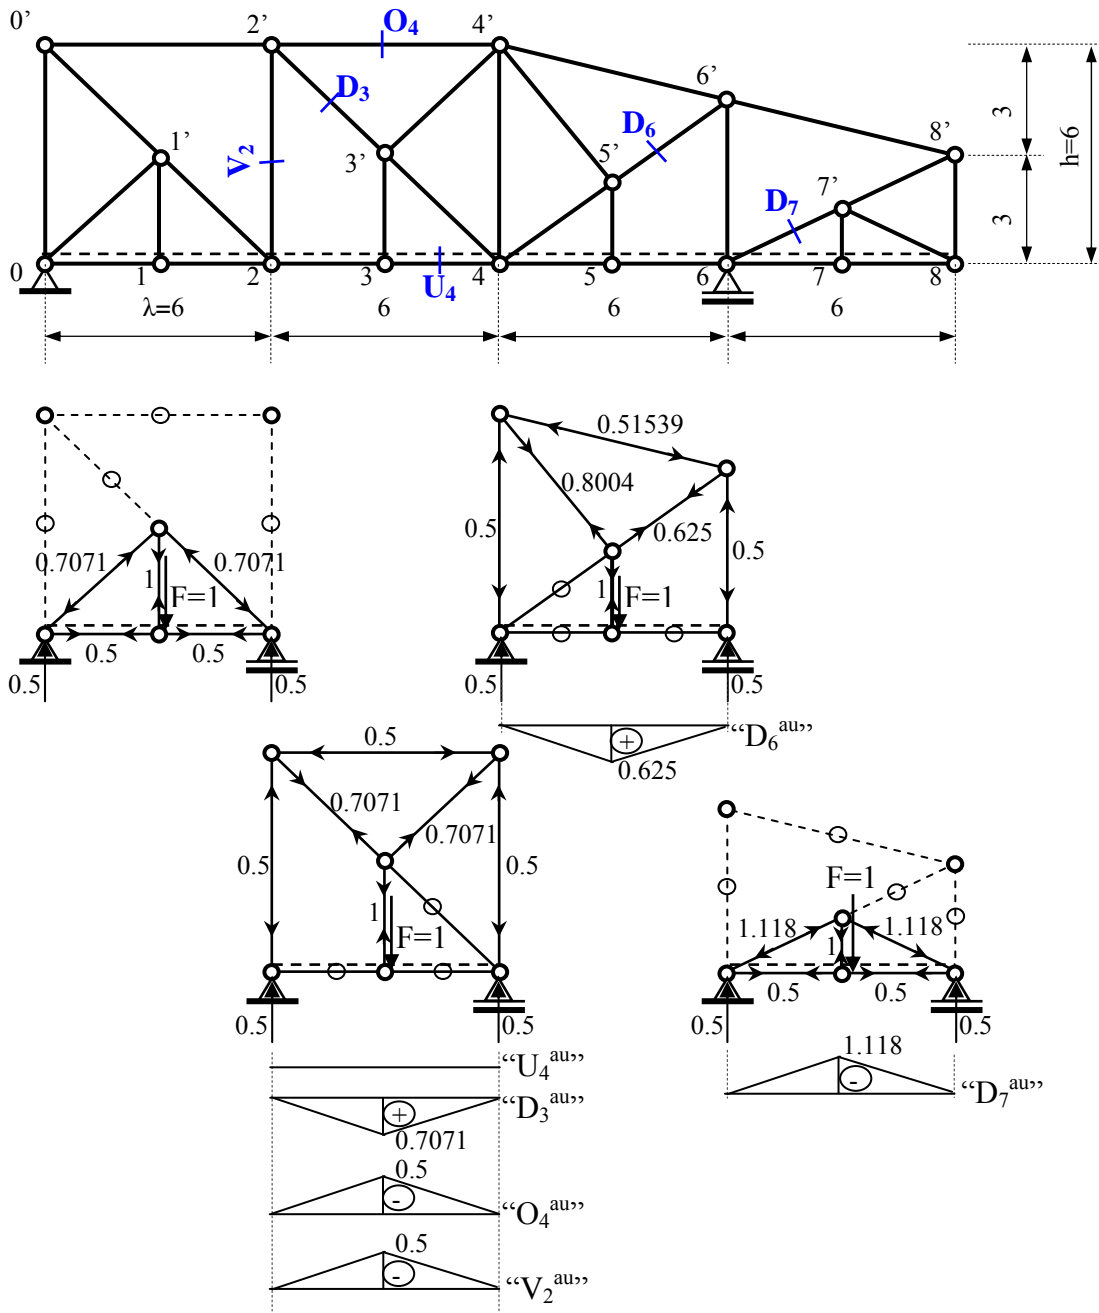 0’ 2’ O4 4’
D3 6’
V2 1’ 3’ D6 8’
5’ 7’ D7
3
3
h=6
0 1 2 3 4 5 6 7 8
U4
λ=6 6 6 6
0.7071 0.7071
1 F=1
0.5 0.5
0.5 0.5
0.51539
0.8004
0.5 0.625 0.5
1 F=1
0.5 0.5
“D6au”
+
0.625
0.5
0.7071
0.7071
0.5 0.5
1 F=1
0.5 0.5
“U4au”
“D3au”
+
0.7071
0.5
-
“O4au”
0.5
-
“V2au”
F=1
1.118 1.118
1
0.5 0.5
0.5 0.5
1.118
-
“D7au”